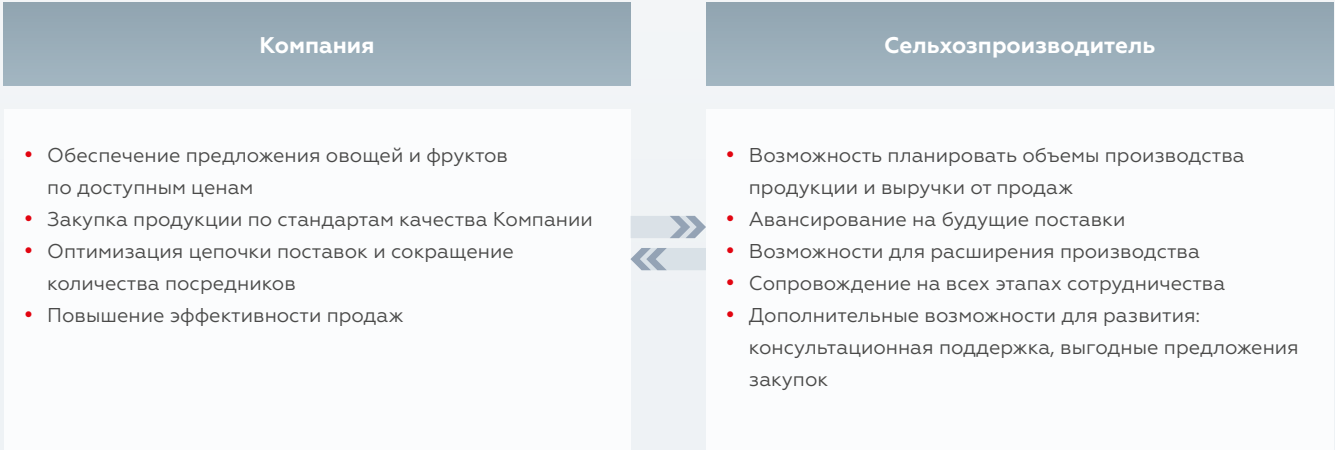 Компания
• Обеспечение предложения овощей и фруктов
по доступным ценам
• Закупка продукции по стандартам качества Компании
• Оптимизация цепочки поставок и сокращение
количества посредников
• Повышение эффективности продаж
Сельхозпроизводитель
• Возможность планировать объемы производства
продукции и выручки от продаж
• Авансирование на будущие поставки
• Возможности для расширения производства
• Сопровождение на всех этапах сотрудничества
• Дополнительные возможности для развития:
консультационная поддержка, выгодные предложения
закупок